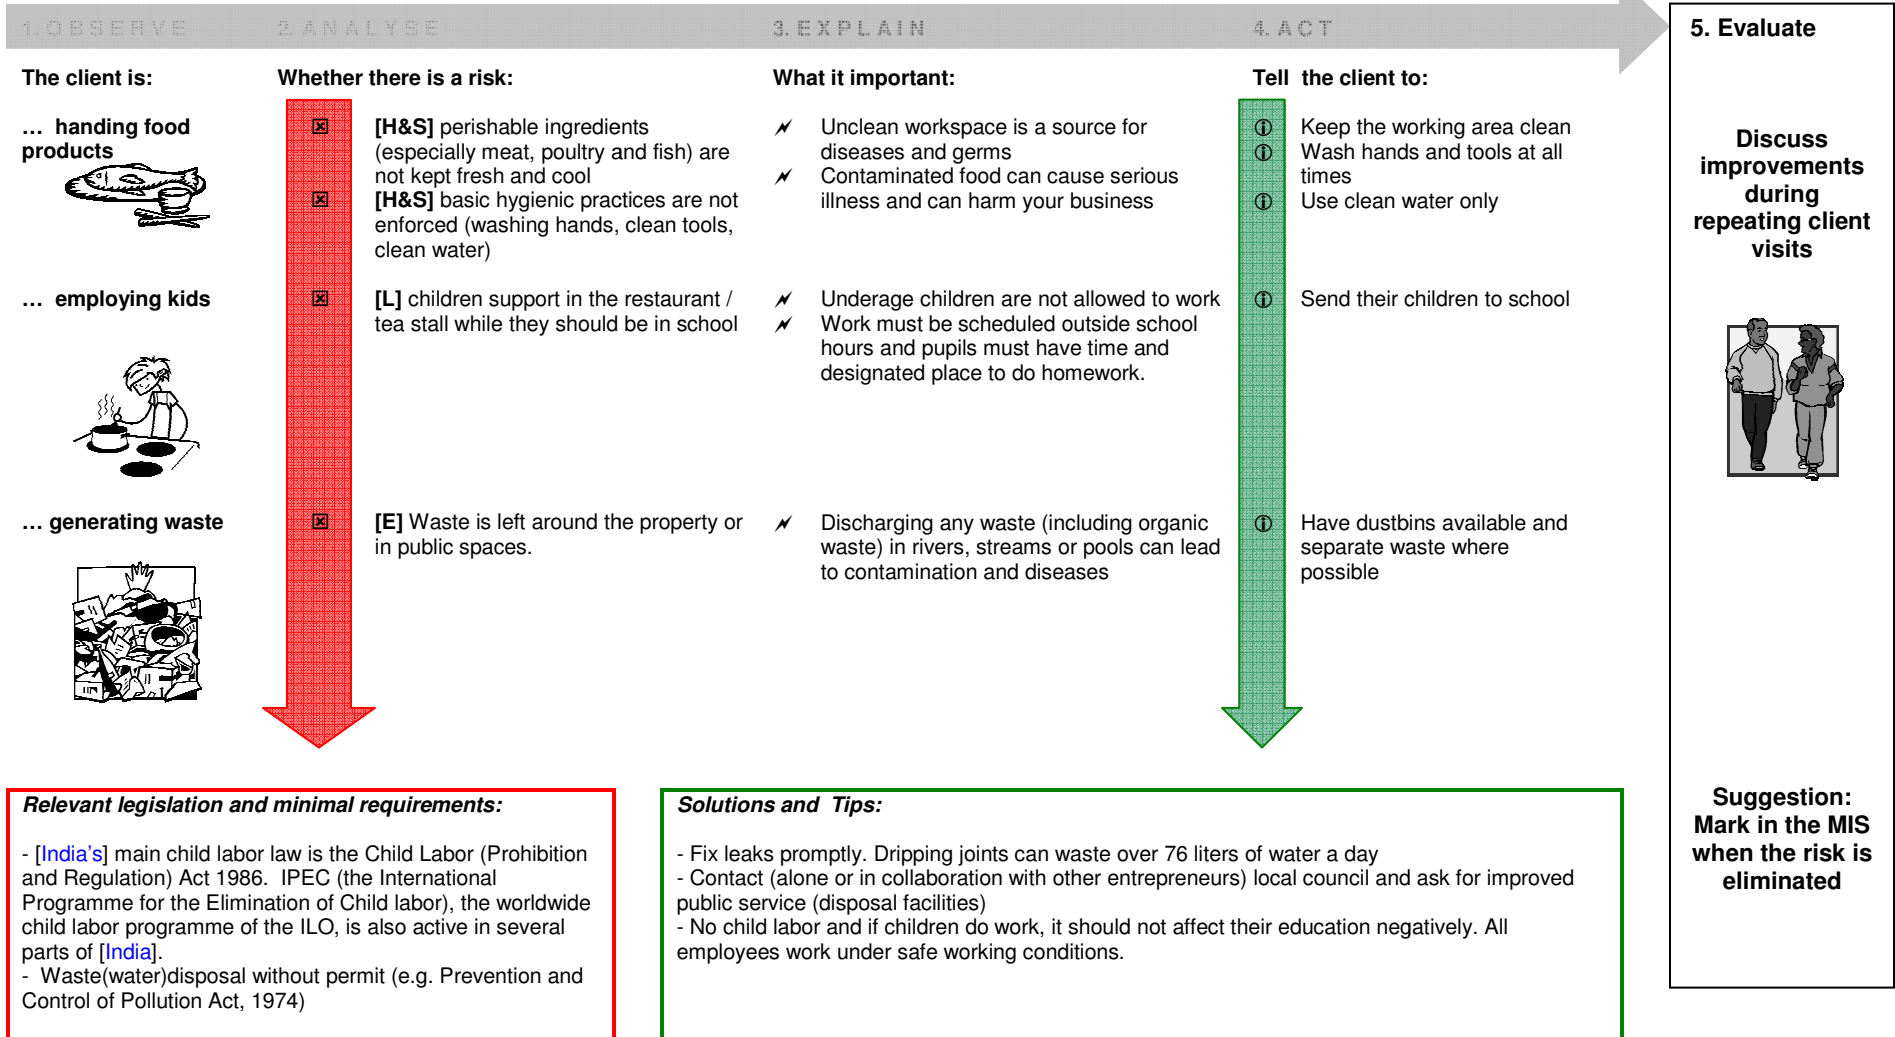 1. OBSERVE
2. ANALYSE
3. EXPLAIN
4. ACT
5. Evaluate
The client is:
Whether there is a risk:
What it important:
Tell the client to:
… handing food
products
[H&S] perishable ingredients
(especially meat, poultry and fish) are
not kept fresh and cool
[H&S] basic hygienic practices are not
enforced (washing hands, clean tools,
clean water)
Unclean workspace is a source for
diseases and germs
Contaminated food can cause serious
illness and can harm your business
Keep the working area clean
Wash hands and tools at all
times
Use clean water only
… employing kids
[L] children support in the restaurant /
tea stall while they should be in school
Underage children are not allowed to work
Work must be scheduled outside school
hours and pupils must have time and
designated place to do homework.
Send their children to school
… generating waste
[E] Waste is left around the property or
in public spaces.
Discharging any waste (including organic
waste) in rivers, streams or pools can lead
to contamination and diseases
Have dustbins available and
separate waste where
possible
Discuss
improvements
during
repeating client
visits
Suggestion:
Mark in the MIS
when the risk is
eliminated
Relevant legislation and minimal requirements:
- [India's] main child labor law is the Child Labor (Prohibition
and Regulation) Act 1986. IPEC (the International
Programme for the Elimination of Child labor), the worldwide
child labor programme of the ILO, is also active in several
parts of [India].
- Waste(water)disposal without permit (e.g. Prevention and
Control of Pollution Act, 1974)
Solutions and Tips:
- Fix leaks promptly. Dripping joints can waste over 76 liters of water a day
- Contact (alone or in collaboration with other entrepreneurs) local council and ask for improved
public service (disposal facilities)
- No child labor and if children do work, it should not affect their education negatively. All
employees work under safe working conditions.